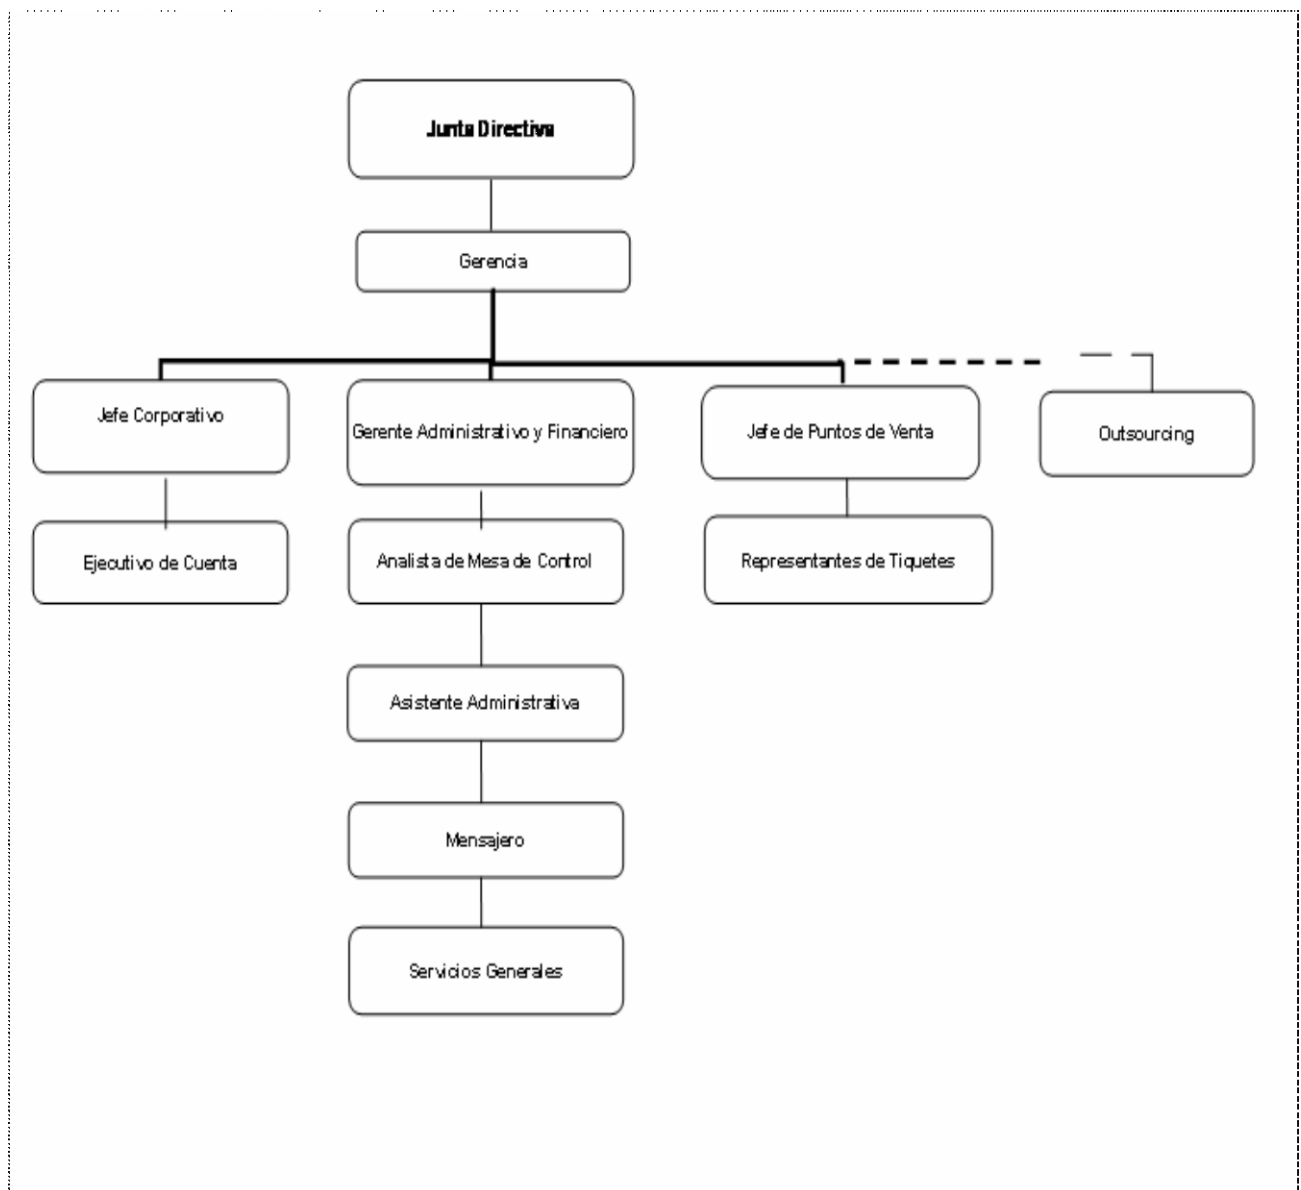 Junta Directiva
Gerencia
Jefe Corporativo
Gerente Administrativo y Financiero
Jefe de Puntos de Venta
Outsourcing
Ejecutivo de Cuenta
Analista de Mesa de Control
Representantes de Tiquetes
Asistente Administrativa
Mensajero
Servicios Generales